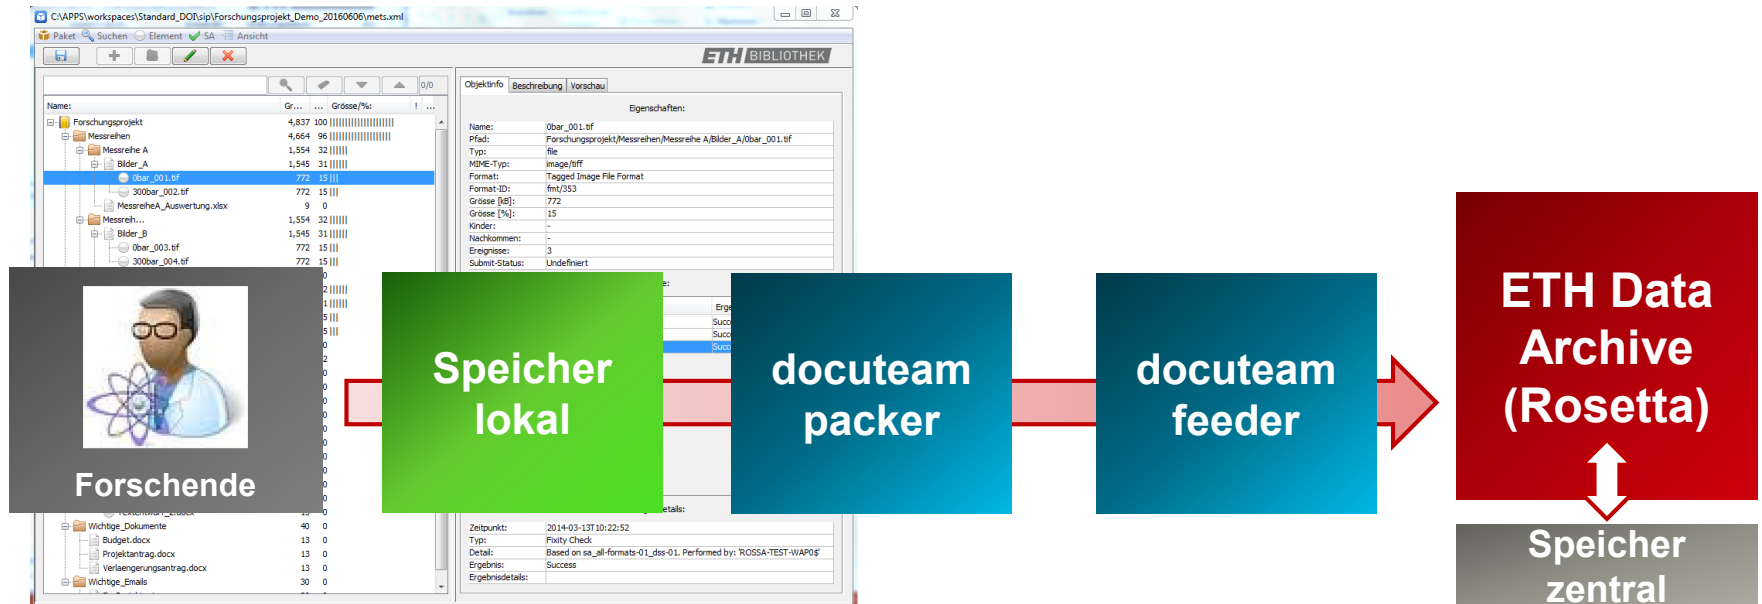 C:\APPS\workspaces\Standard_DOI\sip\Forschungsprojekt_Demo_20160606\mets.xml
Paket Suchen Element SA Ansicht
ETH BIBLIOTHEK
0/0
Name: Gr... ... Grösse/%: ! ...
Forschungsprojekt 4,837 100
Messreihen 4,664 96
Messreihe A 1,554 32
Bilder_A 1,545 31
0bar_001.tif 772 15
300bar_002.tif 772 15
MessreiheA_Auswertung.xlsx 9 0
Messreih... 1,554 32
Bilder_B 1,545 31
0bar_003.tif 772 15
300bar_004.tif 772 15
Wichtige_Dokumente 40 0
Budget.docx 13 0
Projektantrag.docx 13 0
Verlaengerungsantrag.docx 13 0
Wichtige_Emails 30 0
Objektinfo Beschreibung Vorschau
Eigenschaften:
Name: 0bar_001.tif
Pfad: Forschungsprojekt/Messreihen/Messreihe A/Bilder_A/0bar_001.tif
Typ: file
MIME-Typ: image/tiff
Format: Tagged Image File Format
Format-ID: fmt/353
Grösse [kB]: 772
Grösse [%]: 15
Kinder: -
Nachkommen: -
Ereignisse: 3
Submit-Status: Undefiniert
Zeitpunkt: 2014-03-13T10:22:52
Typ: Fixity Check
Detail: Based on sa_all-formats-01_dss-01. Performed by: 'ROSSA-TEST-WAP0$'
Ergebnis: Success
Ergebnisdetails:
Forschende
Speicher
lokal
docuteam
packer
docuteam
feeder
ETH Data
Archive
(Rosetta)
Speicher
zentral